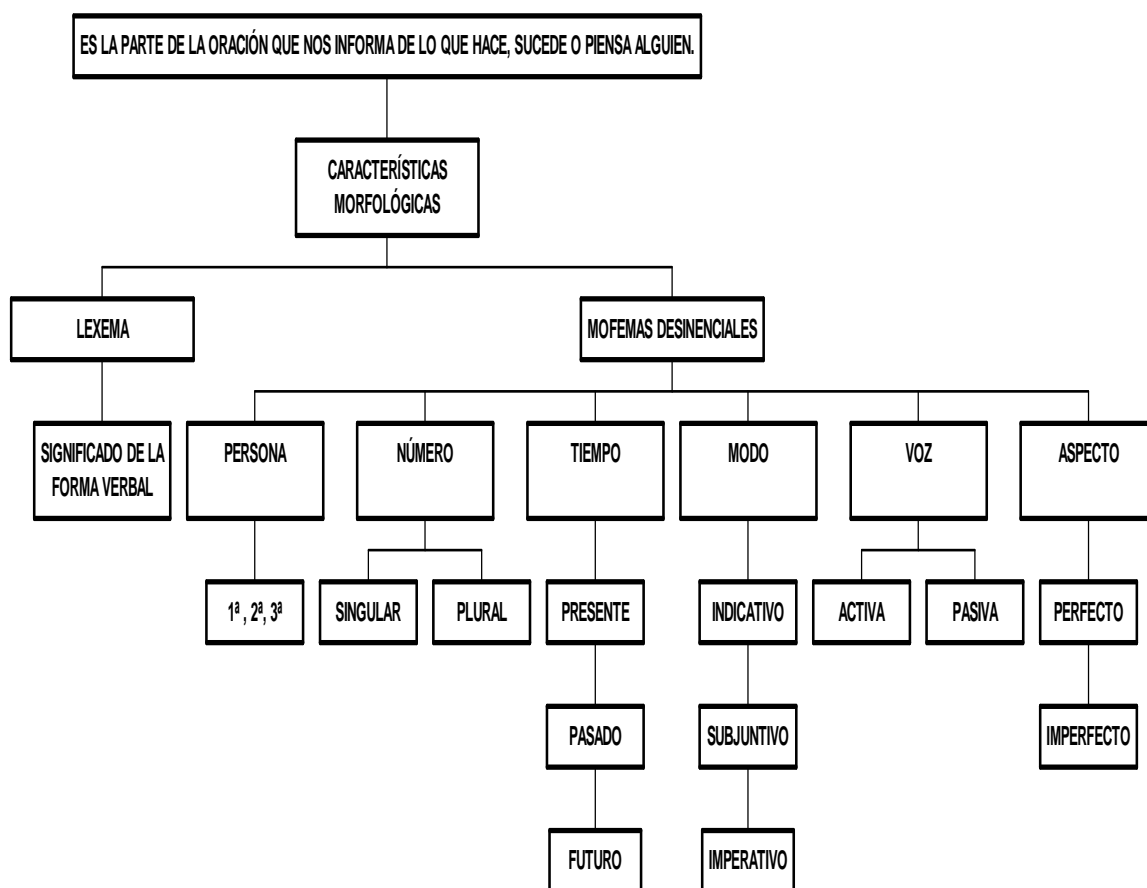 ES LA PARTE DE LA ORACIÓN QUE NOS INFORMA DE LO QUE HACE, SUCEDE O PIENSA ALGUIEN.
CARACTERÍSTICAS
MORFOLÓGICAS
LEXEMA
MOFEMAS DESINENCIALES
SIGNIFICADO DE LA
FORMA VERBAL
PERSONA
NÚMERO
TIEMPO
MODO
VOZ
ASPECTO
1ª , 2ª, 3ª
SINGULAR
PLURAL
PRESENTE
INDICATIVO
ACTIVA
PASIVA
PERFECTO
PASADO
SUBJUNTIVO
IMPERFECTO
FUTURO
IMPERATIVO